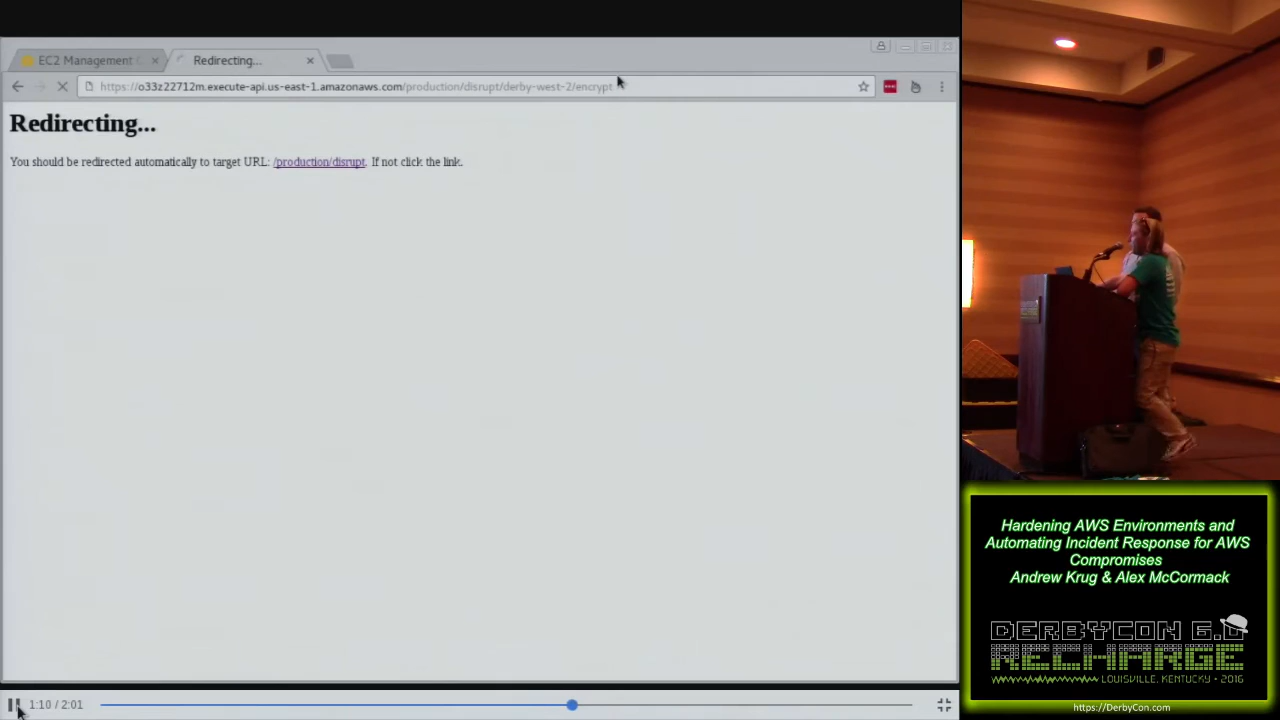 EC2 Management
Redirecting...
https://o33z22712m.execute-api.us-east-1.amazonaws.com/production/disrupt/derby-west-2/encrypt
Redirecting...
You should be redirected automatically to target URL: /production/disrupt. If not click the link.
1:10 / 2:01
Hardening AWS Environments and
Automating Incident Response for AWS
Compromises
Andrew Krug & Alex McCormack
DERBYCON 6.0
RECHARGE
LOUISVILLE, KENTUCKY • 2016
https://DerbyCon.com